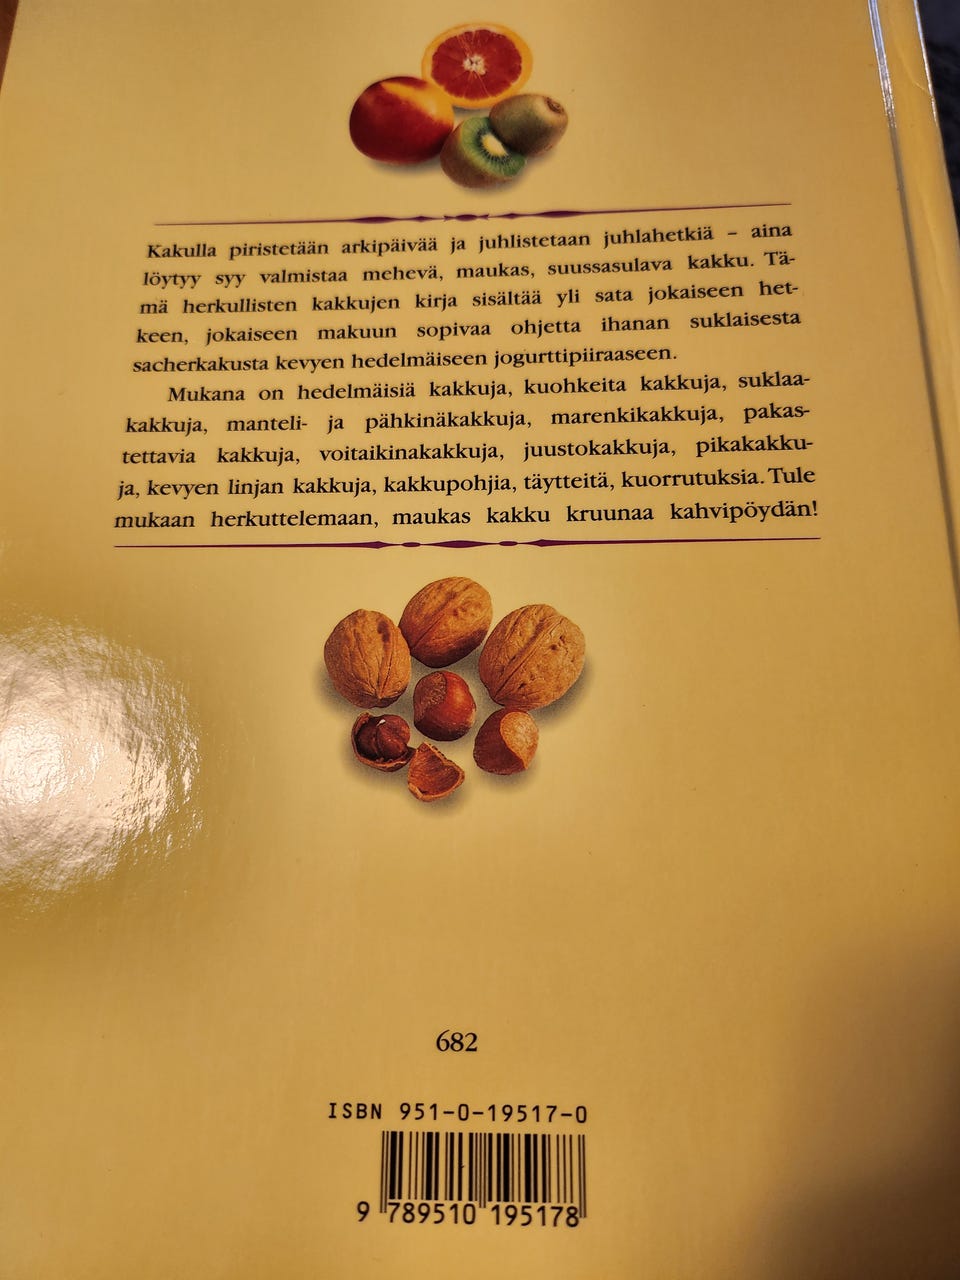 Kakulla piristetään arkipäivää ja juhlistetaan juhlahetkiä – aina
löytyy syy valmistaa mehevä, maukas, suussasulava kakku. Tä-
mä herkullisten kakkujen kirja sisältää yli sata jokaiseen het-
keen, jokaiseen makuun sopivaa ohjetta ihanan suklaisesta
sacherkakusta kevyen hedelmäiseen jogurttipiiraaseen.
Mukana on hedelmäisiä kakkuja, kuohkeita kakkuja, suklaa-
kakkuja, manteli- ja pähkinäkakkuja, marenkikakkuja, pakas-
tettavia kakkuja, voitaikinakakkuja, juustokakkuja, pikakakku-
ja, kevyen linjan kakkuja, kakkupohjia, täytteitä, kuorrutuksia. Tule
mukaan herkuttelemaan, maukas kakku kruunaa kahvipöydän!
682
ISBN 951-0-19517-0
9 789510 195178